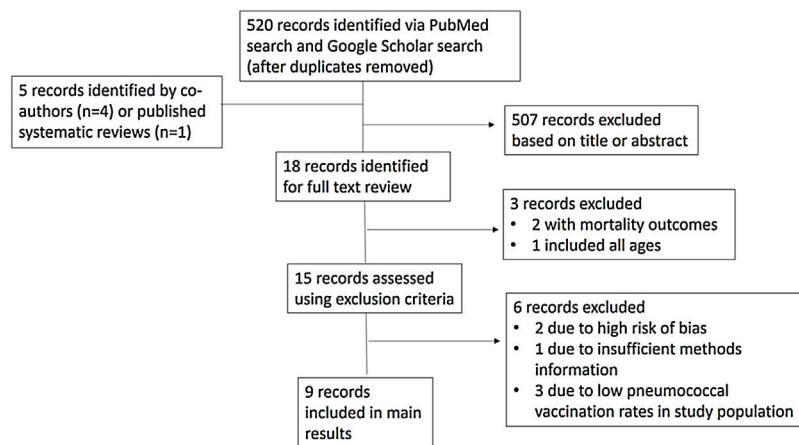 520 records identified via PubMed
search and Google Scholar search
(after duplicates removed)
5 records identified by co-
authors (n=4) or published
systematic reviews (n=1)
507 records excluded
based on title or abstract
18 records identified
for full text review
3 records excluded
• 2 with mortality outcomes
• 1 included all ages
15 records assessed
using exclusion criteria
6 records excluded
• 2 due to high risk of bias
• 1 due to insufficient methods
information
• 3 due to low pneumococcal
vaccination rates in study population
9 records
included in main
results